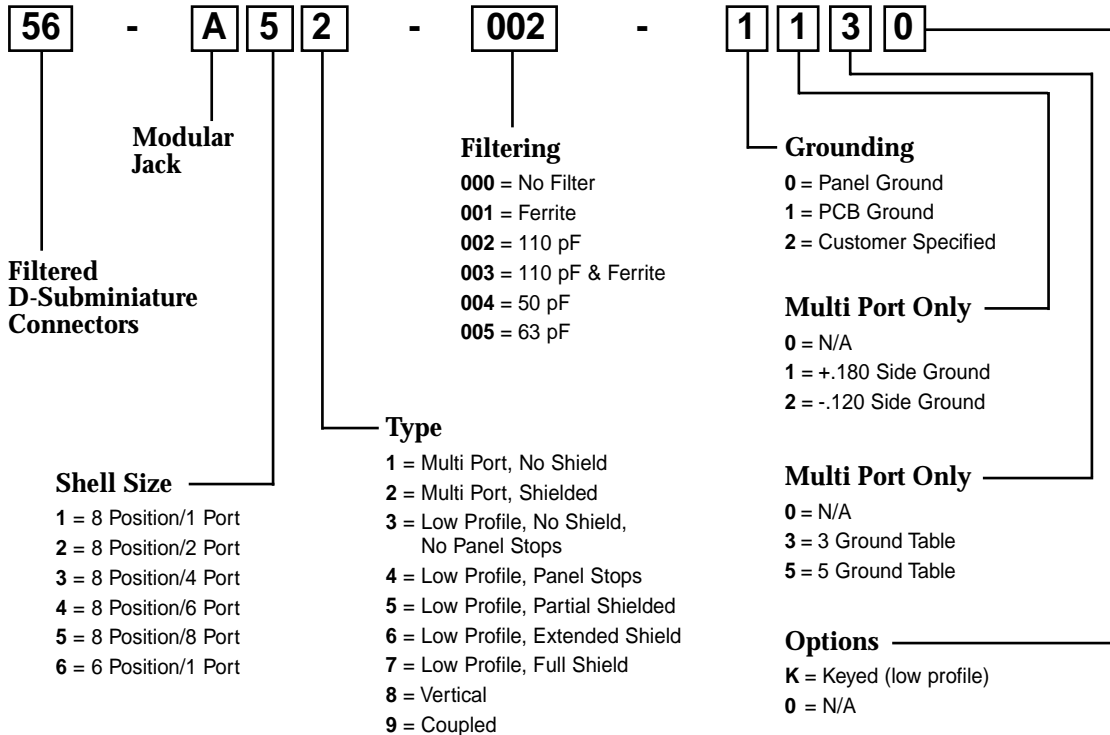 56 - A 5 2 - 002 - 1 1 3 0
Filtered
D-Subminiature
Connectors
Modular
Jack
Shell Size
1 = 8 Position/1 Port
2 = 8 Position/2 Port
3 = 8 Position/4 Port
4 = 8 Position/6 Port
5 = 8 Position/8 Port
6 = 6 Position/1 Port
Type
1 = Multi Port, No Shield
2 = Multi Port, Shielded
3 = Low Profile, No Shield,
No Panel Stops
4 = Low Profile, Panel Stops
5 = Low Profile, Partial Shielded
6 = Low Profile, Extended Shield
7 = Low Profile, Full Shield
8 = Vertical
9 = Coupled
Filtering
000 = No Filter
001 = Ferrite
002 = 110 pF
003 = 110 pF & Ferrite
004 = 50 pF
005 = 63 pF
Grounding
0 = Panel Ground
1 = PCB Ground
2 = Customer Specified
Multi Port Only
0 = N/A
1 = +.180 Side Ground
2 = -.120 Side Ground
Multi Port Only
0 = N/A
3 = 3 Ground Table
5 = 5 Ground Table
Options
K = Keyed (low profile)
0 = N/A